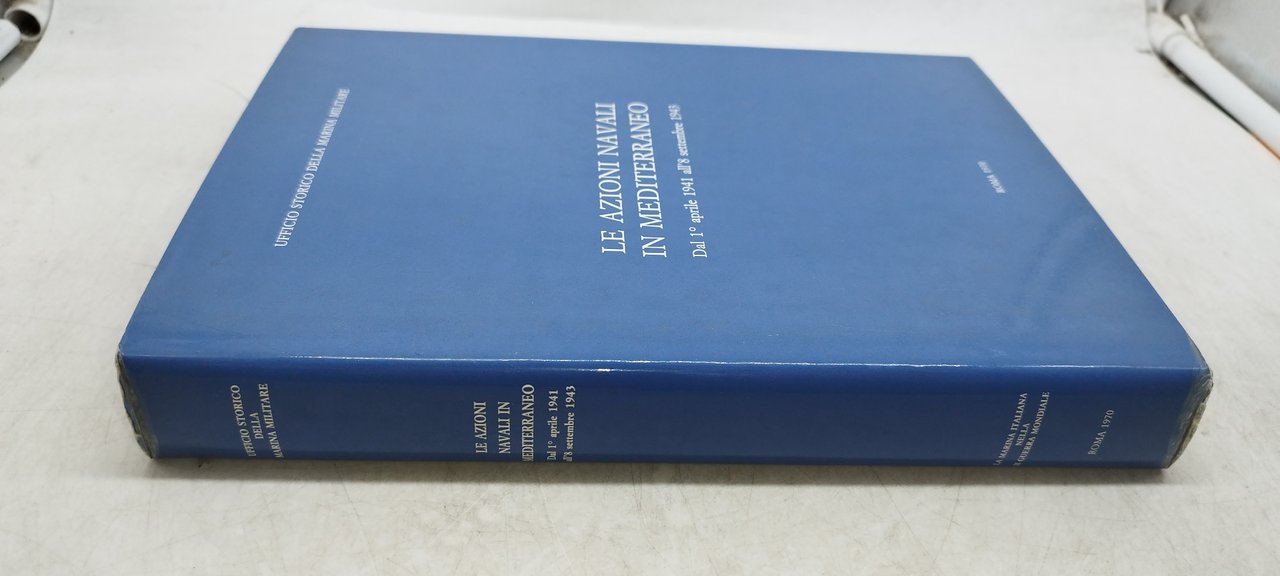 UFFICIO STORICO DELLA MARINA MILITARE
LE AZIONI NAVALI
IN MEDITERRANEO
Dal 1° aprile 1941 all'8 settembre 1943
ROMA 1970
UFFICIO STORICO
DELLA
MARINA MILITARE
LE AZIONI
NAVALI IN
MEDITERRANEO
Dal 1° aprile 1941
all'8 settembre 1943
LA MARINA ITALIANA
NELLA
GUERRA MONDIALE
ROMA 1970